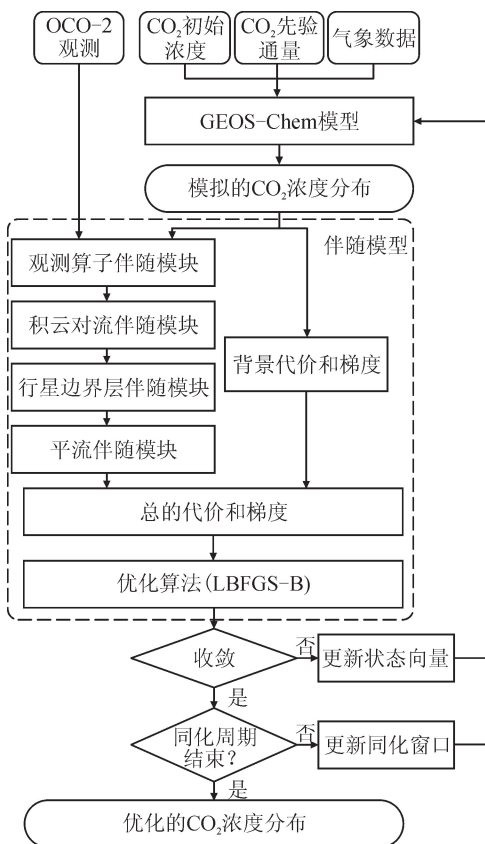 OCO-2
观测
CO₂初始
浓度
CO₂先验
通量
气象数据
GEOS-Chem模型
模拟的CO₂浓度分布
伴随模型
观测算子伴随模块
积云对流伴随模块
背景代价和梯度
行星边界层伴随模块
平流伴随模块
总的代价和梯度
优化算法(LBFGS-B)
收敛
否
更新状态向量
是
同化周期
结束?
否
更新同化窗口
是
优化的CO₂浓度分布